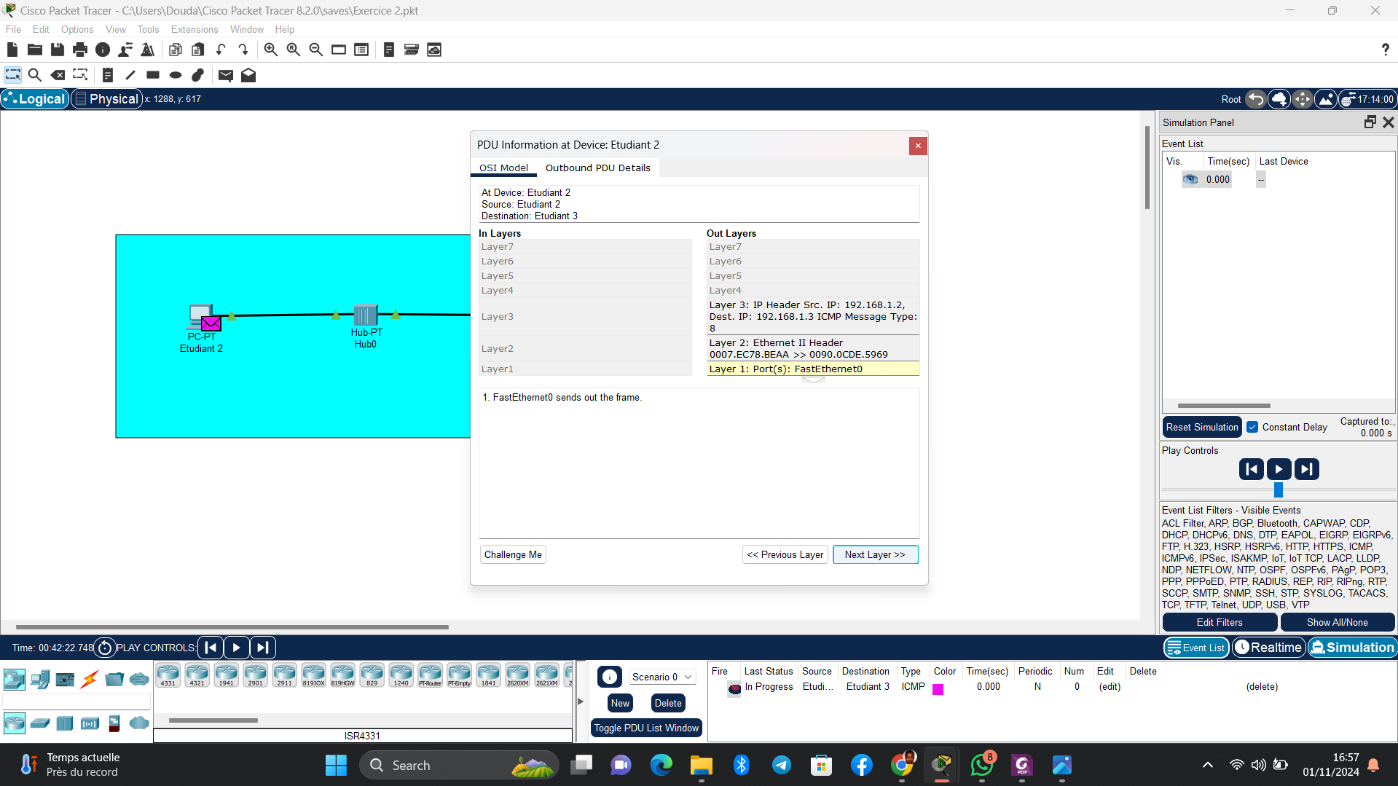 Cisco Packet Tracer - C:\Users\Douda\Cisco Packet Tracer 8.2.0\saves\Exercice 2.pkt
File Edit Options View Tools Extensions Window Help
?
Logical Physical x: 1288, y: 617 Root 17:14:00
PDU Information at Device: Etudiant 2
OSI Model Outbound PDU Details
At Device: Etudiant 2
Source: Etudiant 2
Destination: Etudiant 3
In Layers
Layer7
Layer6
Layer5
Layer4
Layer3
Layer2
Layer1
Out Layers
Layer7
Layer6
Layer5
Layer4
Layer 3: IP Header Src. IP: 192.168.1.2,
Dest. IP: 192.168.1.3 ICMP Message Type:
8
Layer 2: Ethernet II Header
0007.EC78.BEAA >> 0090.0CDE.5969
Layer 1: Port(s): FastEthernet0
1. FastEthernet0 sends out the frame.
Challenge Me << Previous Layer Next Layer >>
PC-PT
Etudiant 2
Hub-PT
Hub0
Simulation Panel
Event List
Vis. Time(sec) Last Device
0.000 --
Reset Simulation Constant Delay Captured to:
0.000 s
Play Controls
Event List Filters - Visible Events
ACL Filter, ARP, BGP, Bluetooth, CAPWAP, CDP,
DHCP, DHCPv6, DNS, DTP, EAPOL, EIGRP, EIGRPv6,
FTP, H.323, HSRP, HSRPv6, HTTP, HTTPS, ICMP,
ICMPv6, IPSec, ISAKMP, IoT, IoT TCP, LACP, LLDP,
NDP, NETFLOW, NTP, OSPF, OSPFv6, PAgP, POP3,
PPP, PPPoED, PTP, RADIUS, REP, RIP, RIPng, RTP,
SCCP, SMTP, SNMP, SSH, STP, SYSLOG, TACACS,
TCP, TFTP, Telnet, UDP, USB, VTP
Edit Filters Show All/None
Time: 00:42:22.748 PLAY CONTROLS: Event List Realtime Simulation
4331 4321 1941 2901 2911 819IOX 819HGW 829 1240 PT-Router PT-Empty 1841 2620XM 2621XM
ISR4331
Scenario 0
New Delete
Toggle PDU List Window
Fire Last Status Source Destination Type Color Time(sec) Periodic Num Edit Delete
In Progress Etudi... Etudiant 3 ICMP 0.000 N 0 (edit) (delete)
Temps actuelle
Près du record
Search
8
16:57
01/11/2024